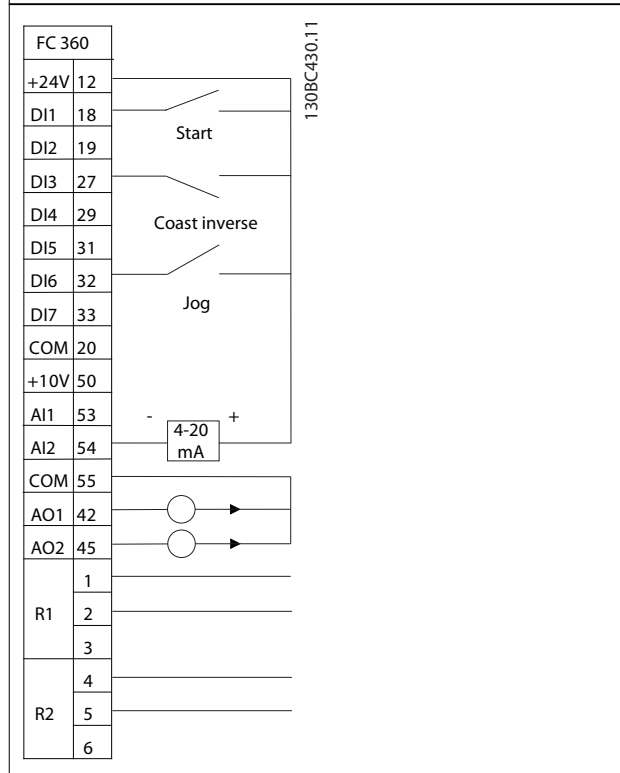 FC 360
130BC430.11
+24V 12
DI1 18
Start
DI2 19
DI3 27
DI4 29
Coast inverse
DI5 31
DI6 32
Jog
DI7 33
COM 20
+10V 50
AI1 53
- 4-20 mA +
AI2 54
COM 55
AO1 42
AO2 45
R1
1
2
3
R2
4
5
6